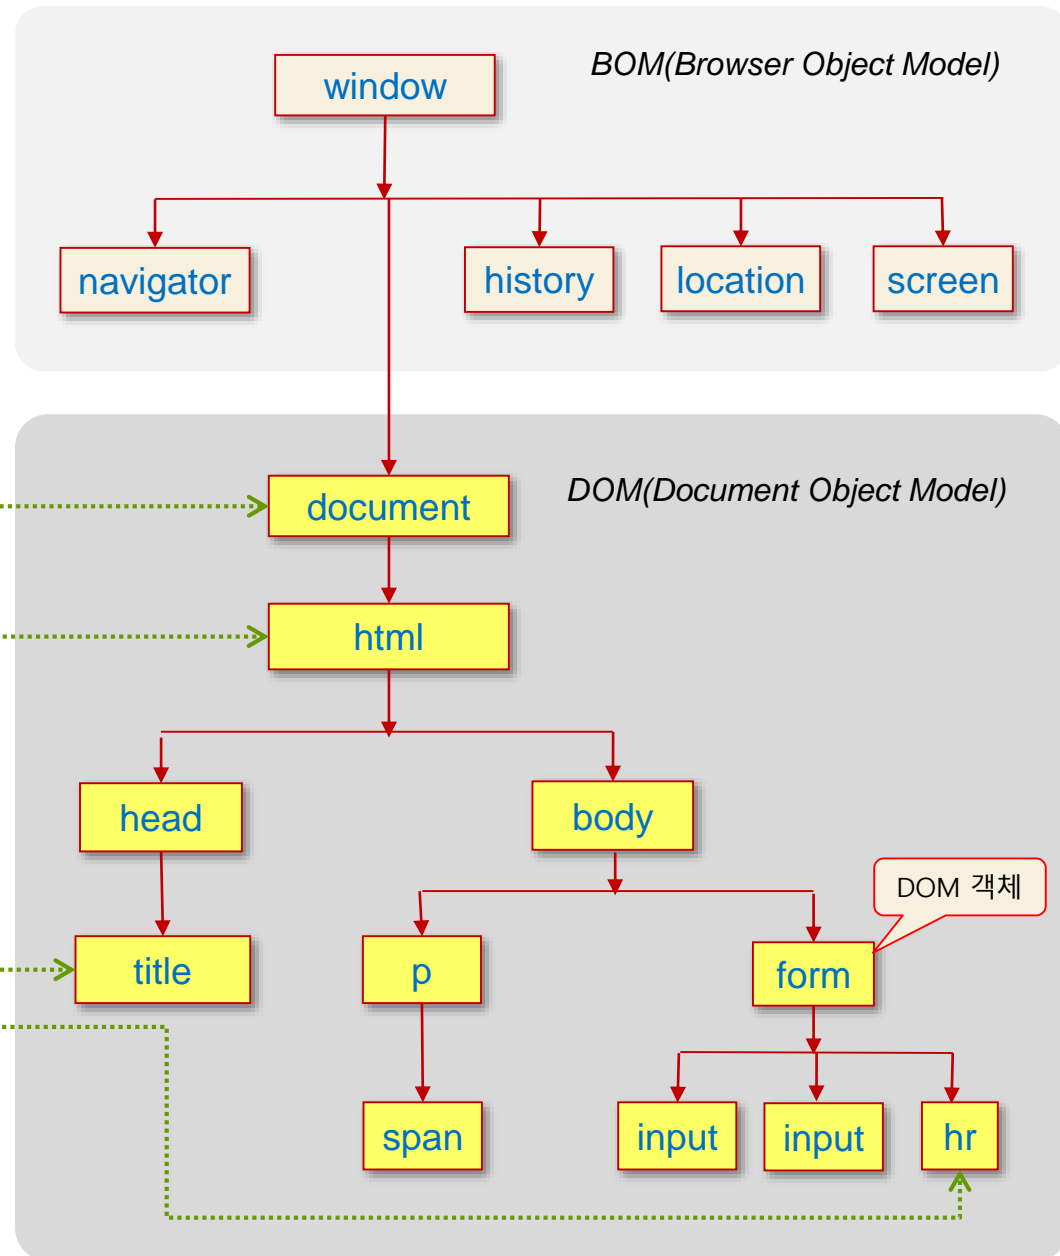 BOM(Browser Object Model)
window
navigator
history
location
screen
DOM(Document Object Model)
document
html
head
body
DOM 객체
title
p
form
span
input
input
hr